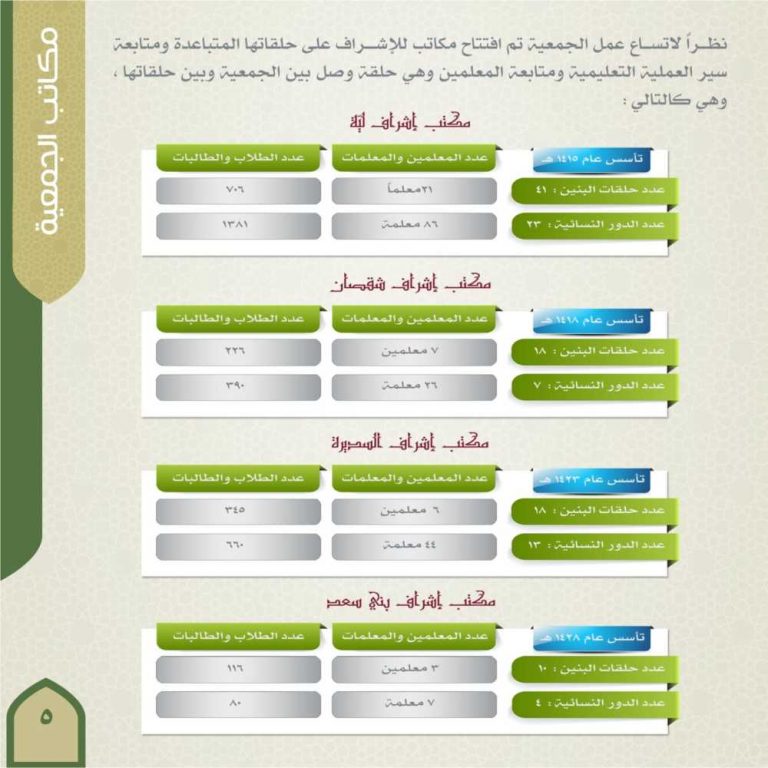 مكاتب الجمعية
نظـراً لاتسـاع عمل الجمعية تم افتتاح مكاتب للإشـراف على حلقاتها المتباعدة ومتابعة
سير العملية التعليمية ومتابعة المعلمين وهي حلقة وصل بين الجمعية وبين حلقاتها ،
وهي كالتالي :
مكتب إشراف ليّة
تأسس عام ١٤١٥ هـ عدد المعلمين والمعلمات عدد الطلاب والطالبات
عدد حلقات البنين : ٤١ ٢١معلماً ٧٠٦
عدد الدور النسائية : ٢٣ ٨٦ معلمة ١٣٨١
مكتب إشراف شقصان
تأسس عام ١٤١٨ هـ عدد المعلمين والمعلمات عدد الطلاب والطالبات
عدد حلقات البنين : ١٨ ٧ معلمين ٢٢٦
عدد الدور النسائية : ٧ ٢٦ معلمة ٣٩٠
مكتب إشراف السديرة
تأسس عام ١٤٢٣ هـ عدد المعلمين والمعلمات عدد الطلاب والطالبات
عدد حلقات البنين : ١٨ ٦ معلمين ٣٤٥
عدد الدور النسائية : ١٣ ٤٤ معلمة ٦٦٠
مكتب إشراف بني سعد
تأسس عام ١٤٢٨ هـ عدد المعلمين والمعلمات عدد الطلاب والطالبات
عدد حلقات البنين : ١٠ ٣ معلمين ١١٦
عدد الدور النسائية : ٤ ٧ معلمة ٨٠
٥